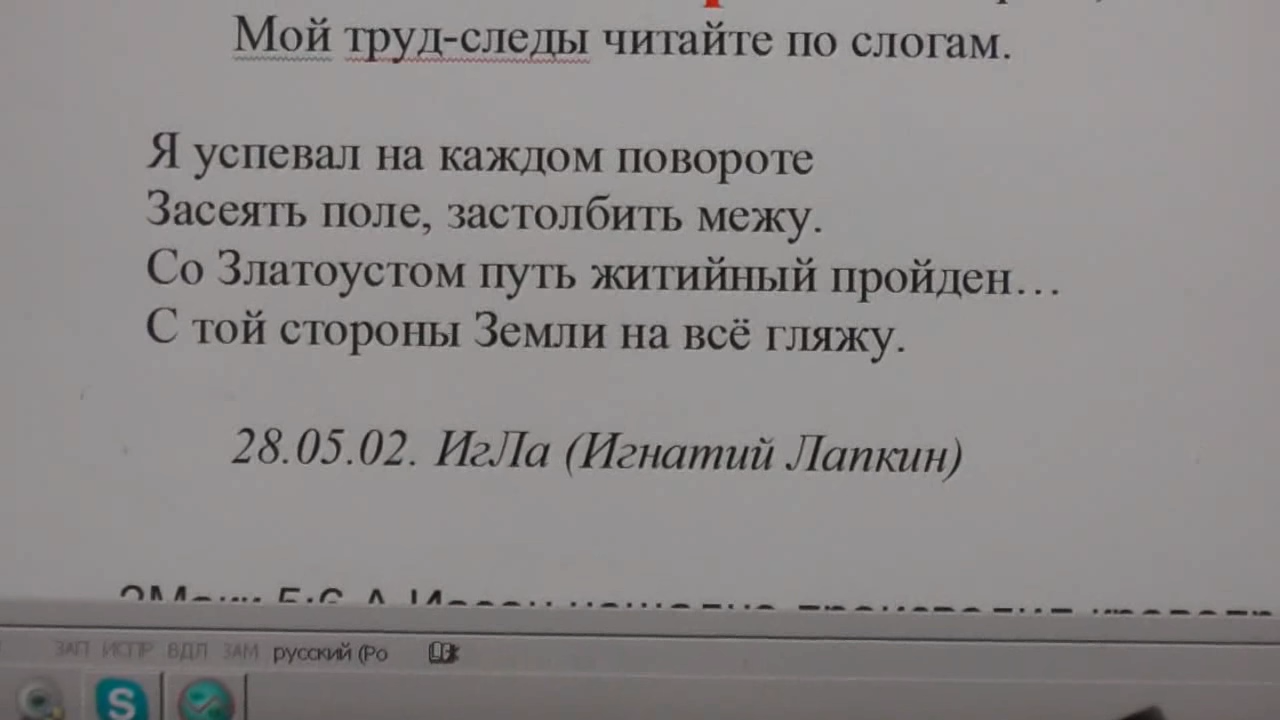 Мой труд-следы читайте по слогам.
Я успевал на каждом повороте
Засеять поле, застолбить межу.
Со Златоустом путь житийный пройден…
С той стороны Земли на всё гляжу.
28.05.02. ИгЛа (Игнатий Лапкин)
ЗАП ИСПР ВДЛ ЗАМ русский (Ро